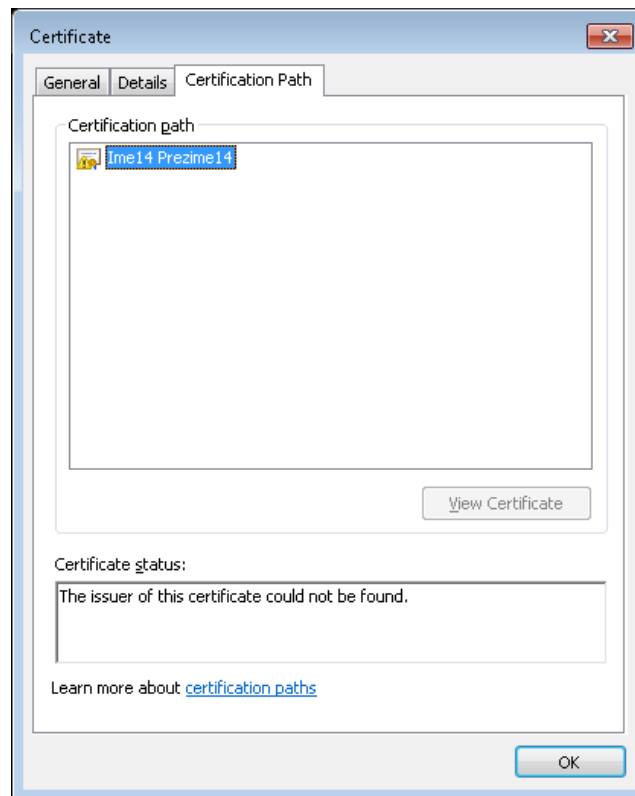 Certificate
General Details Certification Path
Certification path
Ime14 Prezime14
View Certificate
Certificate status:
The issuer of this certificate could not be found.
Learn more about certification paths
OK